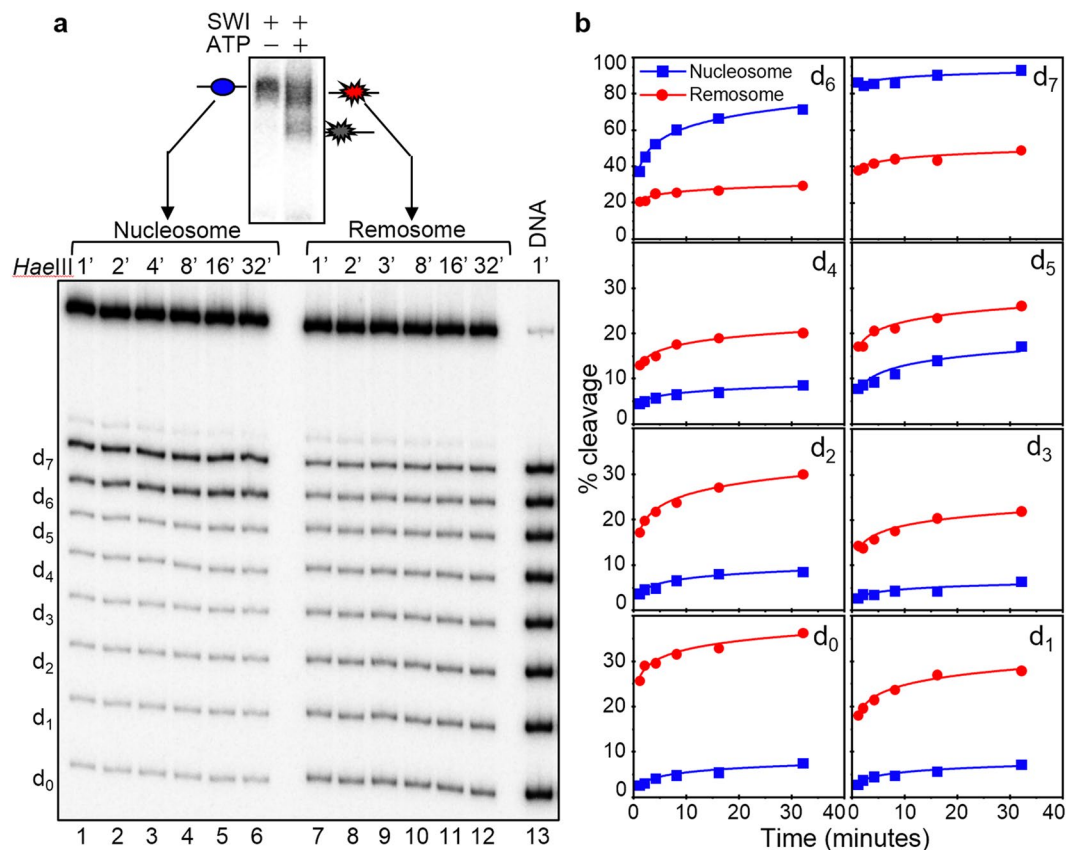 a
SWI + +
ATP − +
Nucleosome Remosome DNA
HaeIII 1’ 2’ 4’ 8’ 16’ 32’ 1’ 2’ 3’ 8’ 16’ 32’ 1’
d7
d6
d5
d4
d3
d2
d1
d0
1 2 3 4 5 6 7 8 9 10 11 12 13
b
% cleavage
100
80
60
40
20
0
Nucleosome
Remosome
d6
d7
30
20
10
0
d4
d5
30
20
10
0
d2
d3
30
20
10
0
d0
d1
0 10 20 30 40 0 10 20 30 40
Time (minutes)